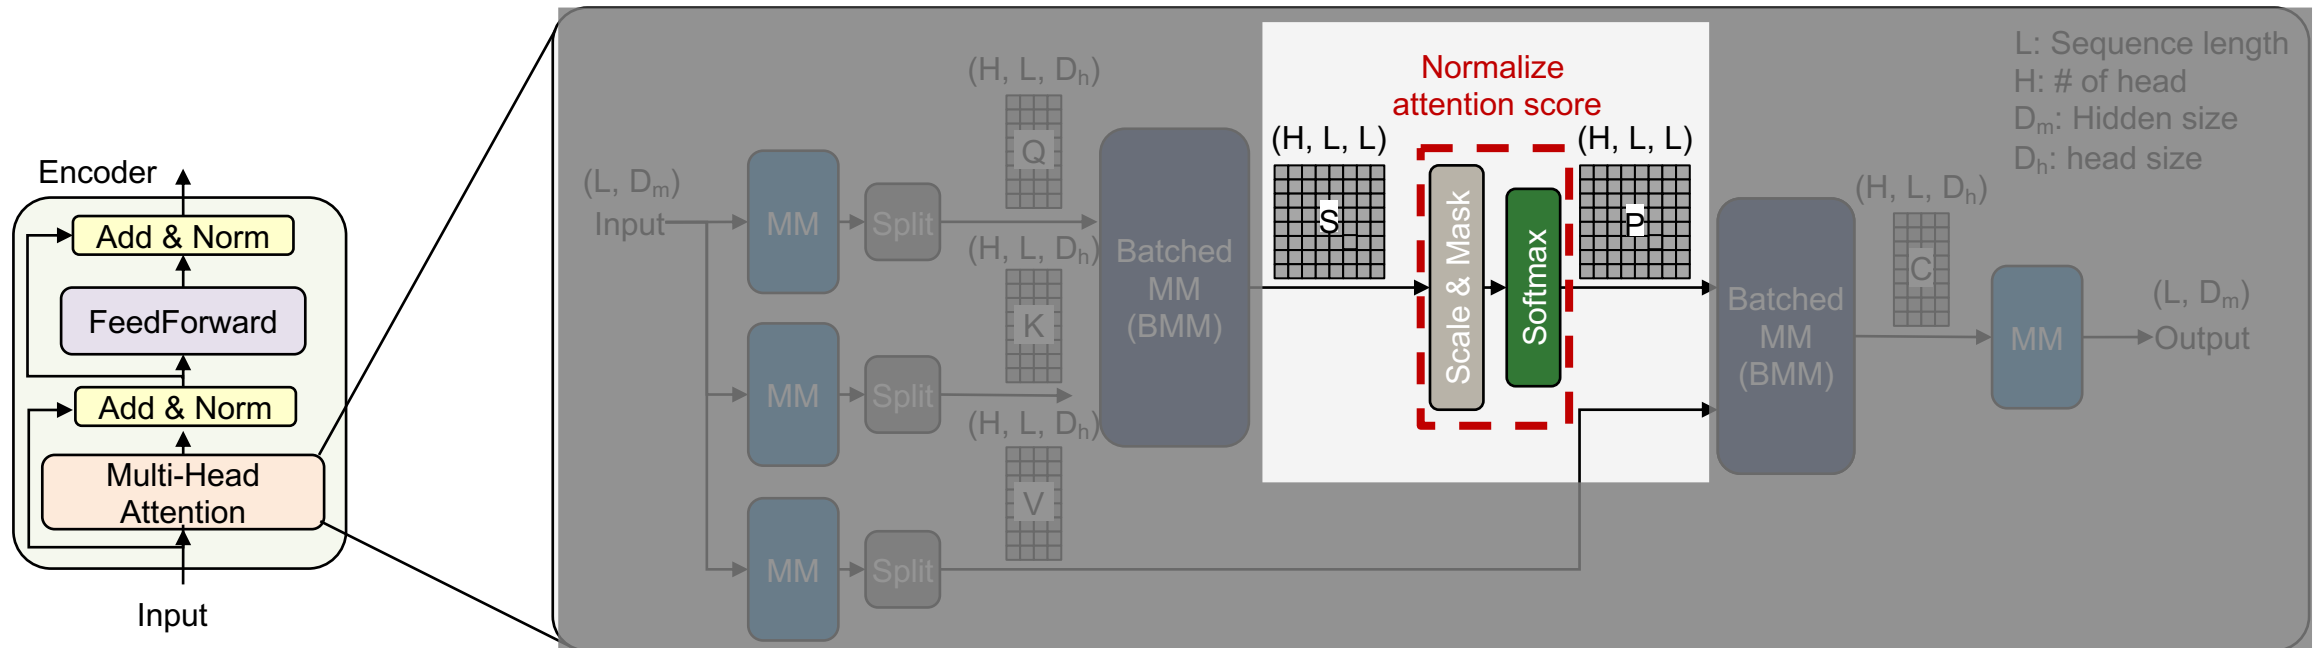 Encoder
Add & Norm
FeedForward
Add & Norm
Multi-Head
Attention
Input
(L, Dₘ)
Input
MM
Split
(H, L, Dₕ)
Q
MM
Split
(H, L, Dₕ)
K
MM
Split
(H, L, Dₕ)
V
Batched
MM
(BMM)
Normalize
attention score
(H, L, L)
S
Scale & Mask
Softmax
(H, L, L)
P
Batched
MM
(BMM)
(H, L, Dₕ)
C
MM
(L, Dₘ)
Output
L: Sequence length
H: # of head
Dₘ: Hidden size
Dₕ: head size